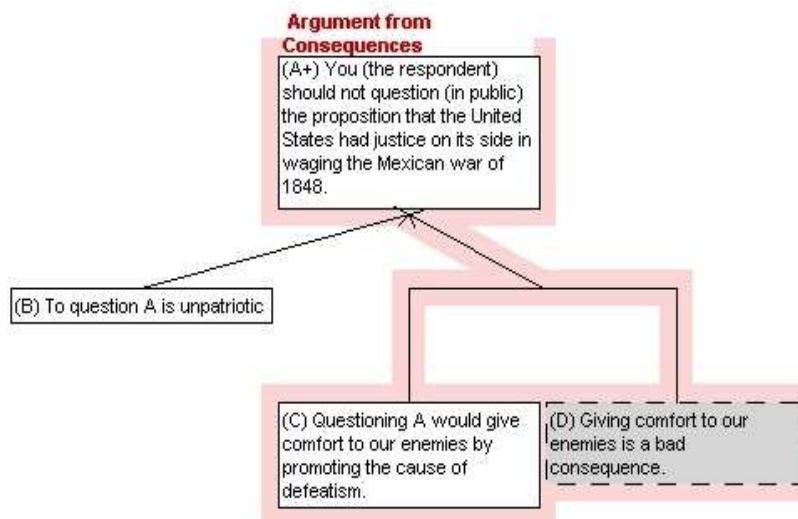 Argument from
Consequences
(A+) You (the respondent)
should not question (in public)
the proposition that the United
States had justice on its side in
waging the Mexican war of
1848.
(B) To question A is unpatriotic
(C) Questioning A would give
comfort to our enemies by
promoting the cause of
defeatism.
(D) Giving comfort to our
enemies is a bad
consequence.